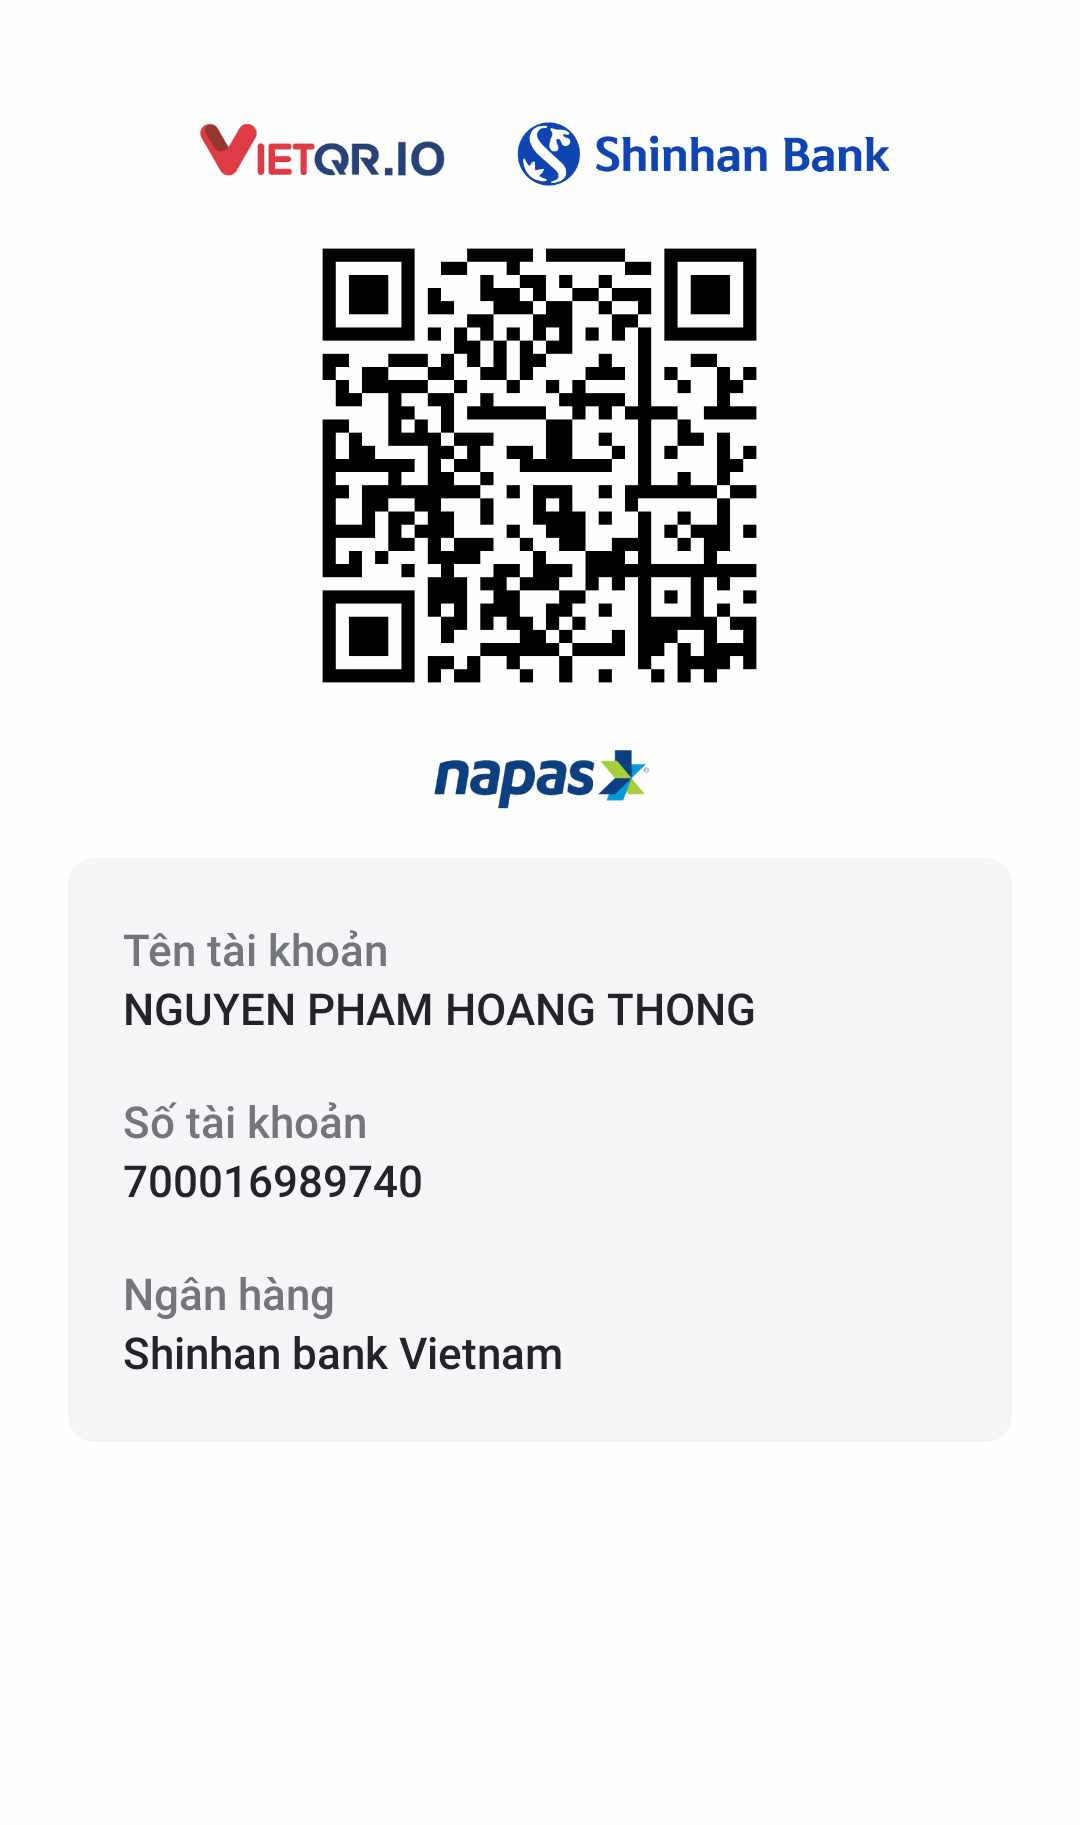 VIETQR.IO Shinhan Bank
napas
Tên tài khoản
NGUYEN PHAM HOANG THONG
Số tài khoản
700016989740
Ngân hàng
Shinhan bank Vietnam